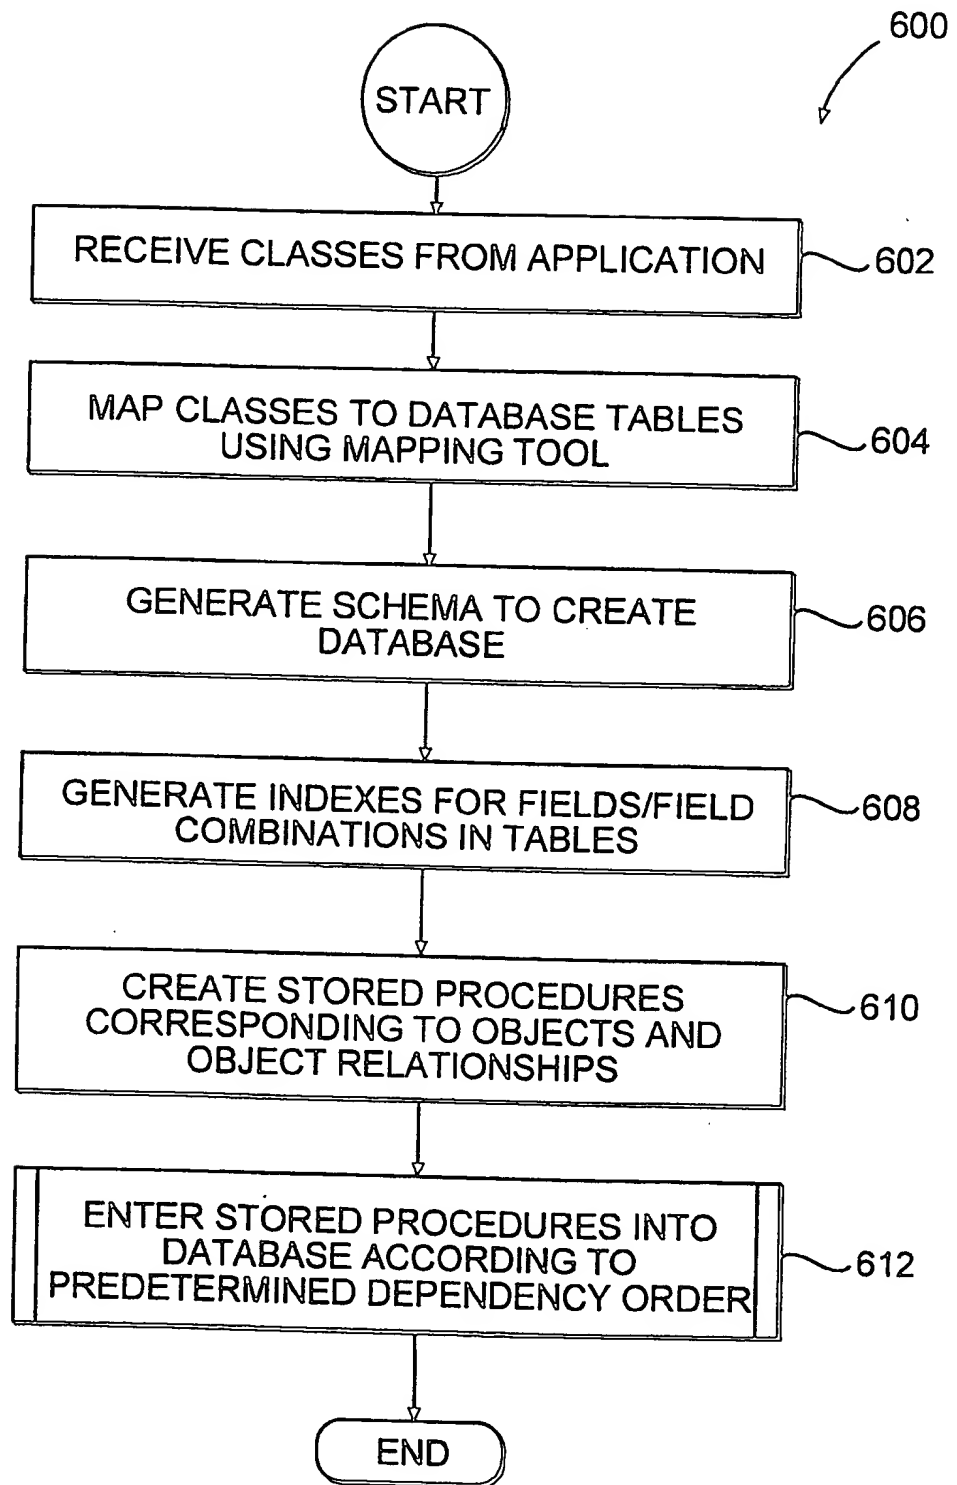 600
START
RECEIVE CLASSES FROM APPLICATION
602
MAP CLASSES TO DATABASE TABLES
USING MAPPING TOOL
604
GENERATE SCHEMA TO CREATE
DATABASE
606
GENERATE INDEXES FOR FIELDS/FIELD
COMBINATIONS IN TABLES
608
CREATE STORED PROCEDURES
CORRESPONDING TO OBJECTS AND
OBJECT RELATIONSHIPS
610
ENTER STORED PROCEDURES INTO
DATABASE ACCORDING TO
PREDETERMINED DEPENDENCY ORDER
612
END